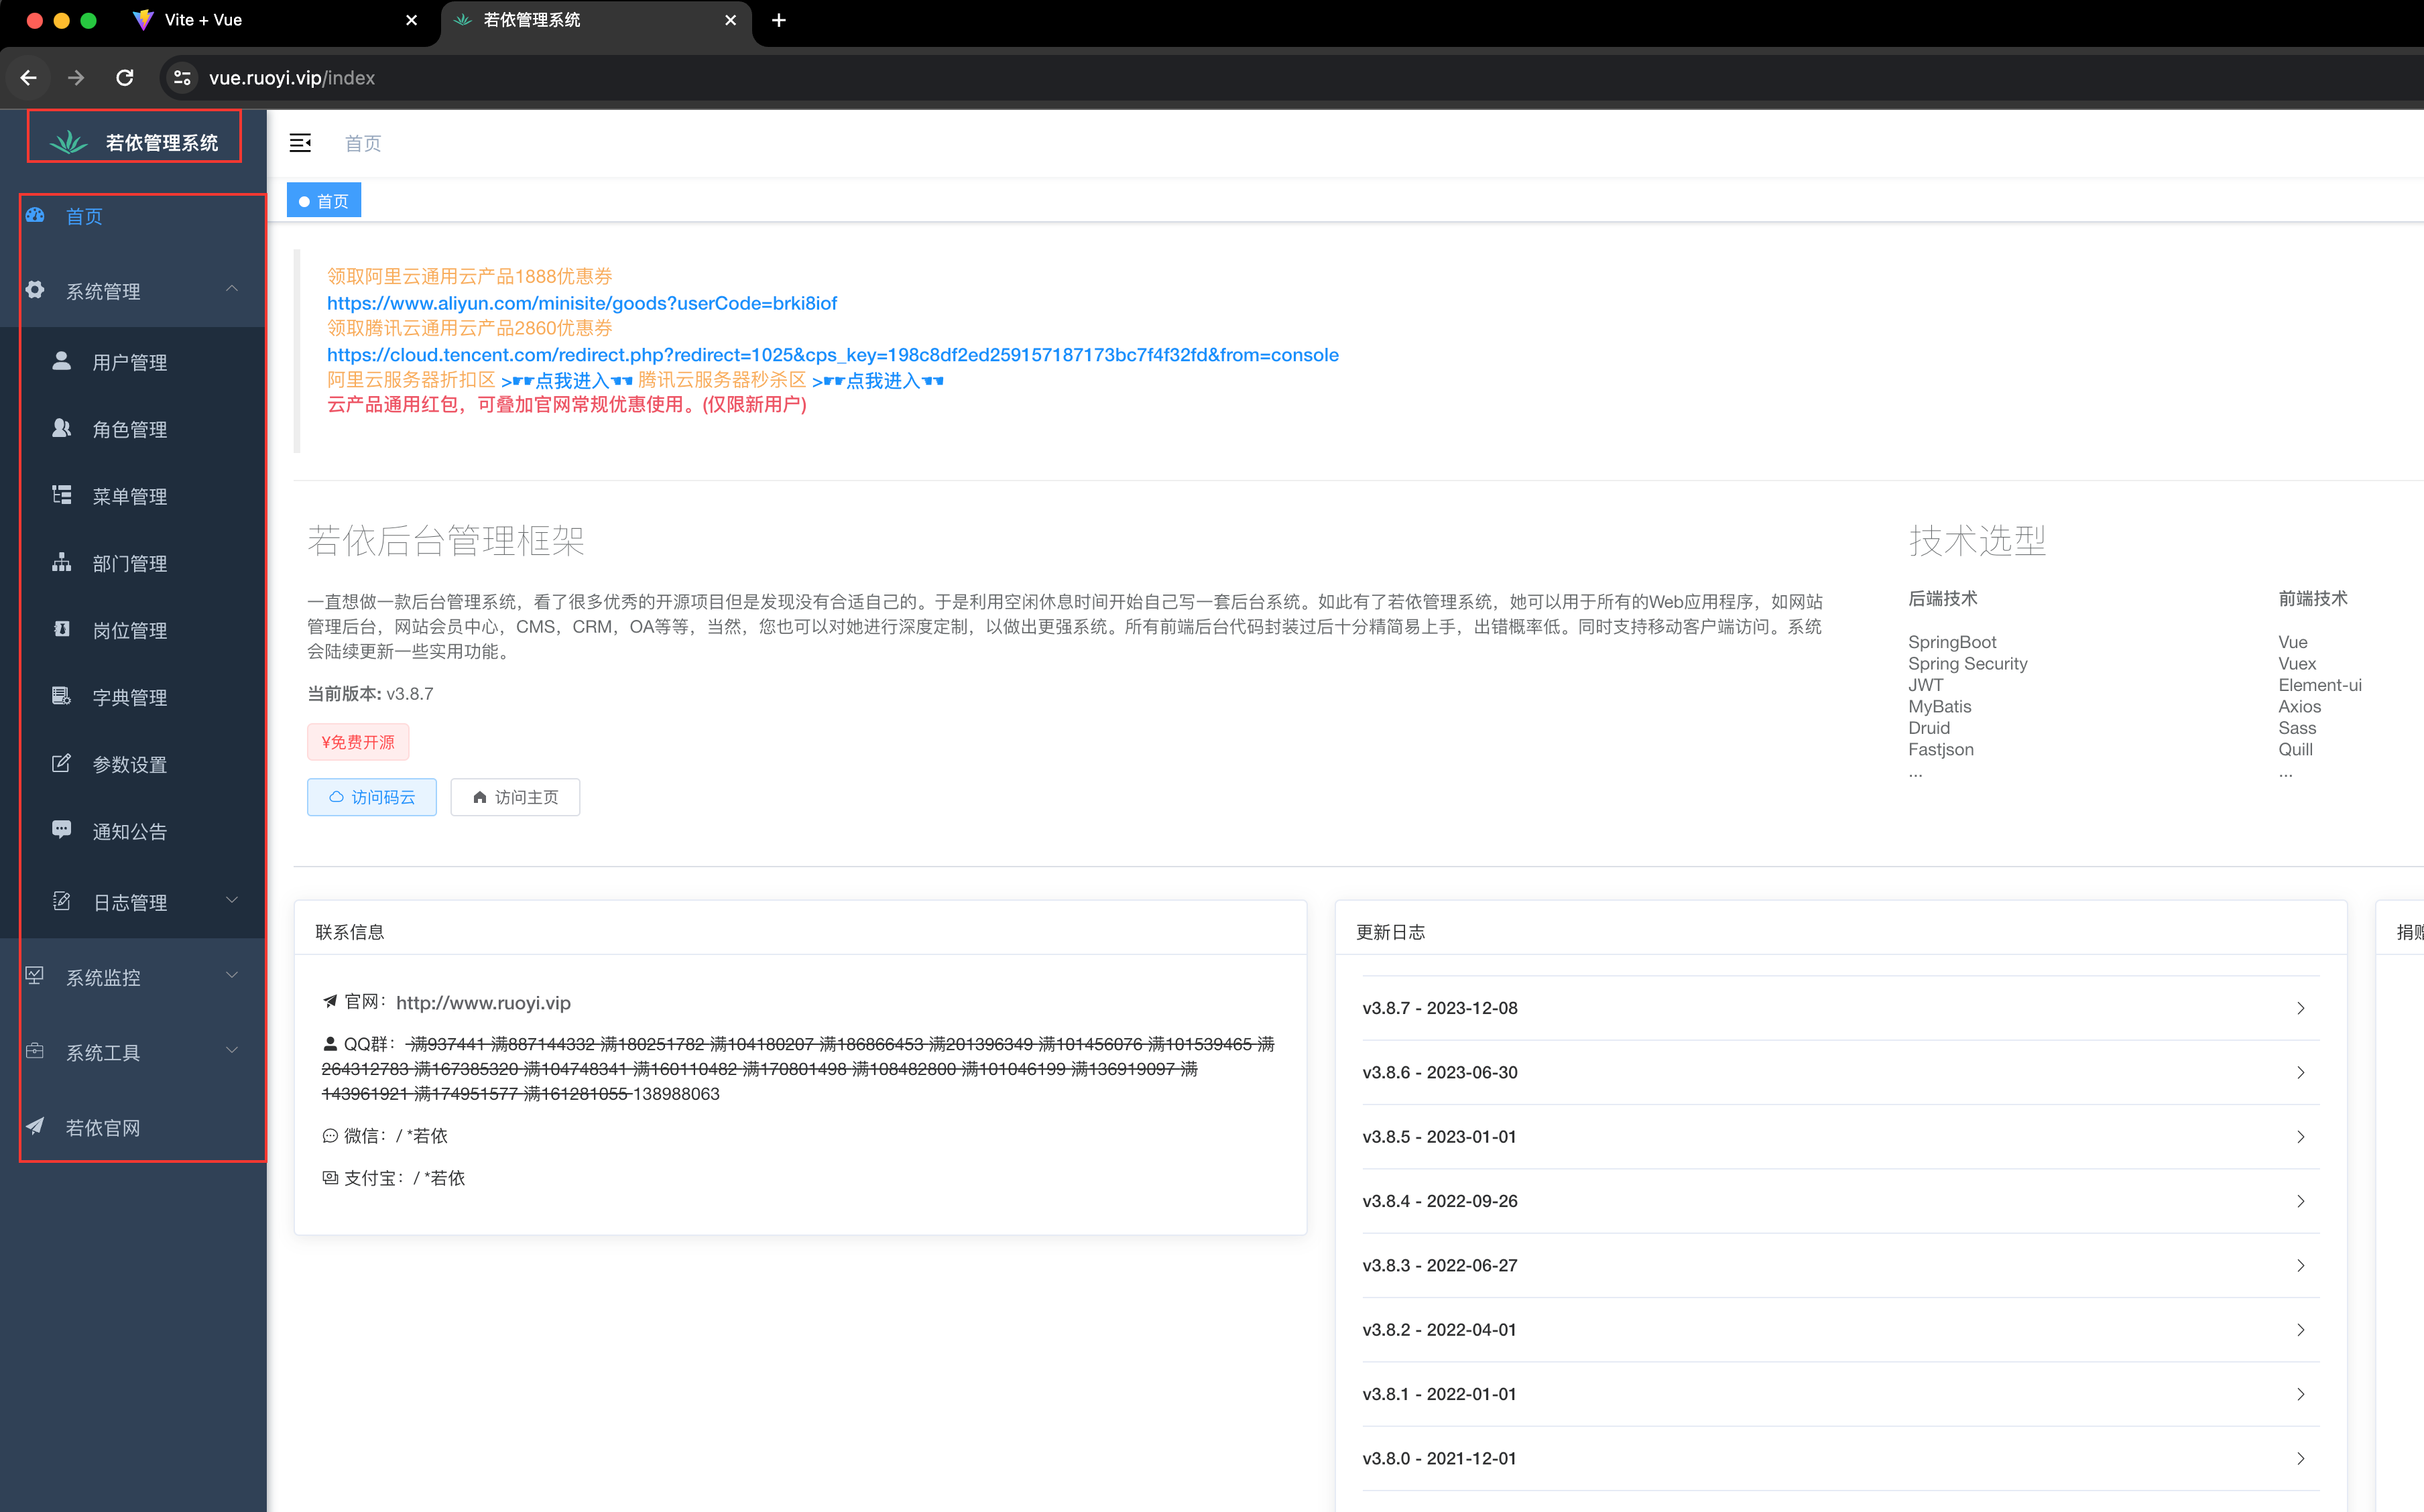 Vite + Vue
若依管理系统
vue.ruoyi.vip/index
若依管理系统
首页
系统管理
用户管理
角色管理
菜单管理
部门管理
岗位管理
字典管理
参数设置
通知公告
日志管理
系统监控
系统工具
若依官网
首页
首页
领取阿里云通用云产品1888优惠券
https://www.aliyun.com/minisite/goods?userCode=brki8iof
领取腾讯云通用云产品2860优惠券
https://cloud.tencent.com/redirect.php?redirect=1025&cps_key=198c8df2ed259157187173bc7f4f32fd&from=console
阿里云服务器折扣区 >☛☛点我进入☚☚ 腾讯云服务器秒杀区 >☛☛点我进入☚☚
云产品通用红包，可叠加官网常规优惠使用。(仅限新用户)
若依后台管理框架
一直想做一款后台管理系统，看了很多优秀的开源项目但是发现没有合适自己的。于是利用空闲休息时间开始自己写一套后台系统。如此有了若依管理系统，她可以用于所有的Web应用程序，如网站
管理后台，网站会员中心，CMS，CRM，OA等等，当然，您也可以对她进行深度定制，以做出更强系统。所有前端后台代码封装过后十分精简易上手，出错概率低。同时支持移动客户端访问。系统
会陆续更新一些实用功能。
当前版本: v3.8.7
¥免费开源
访问码云
访问主页
技术选型
后端技术
SpringBoot
Spring Security
JWT
MyBatis
Druid
Fastjson
...
前端技术
Vue
Vuex
Element-ui
Axios
Sass
Quill
...
联系信息
官网：http://www.ruoyi.vip
QQ群： 满937441 满887144332 满180251782 满104180207 满186866453 满201396349 满101456076 满101539465 满
264312783 满167385320 满104748341 满160110482 满170801498 满108482800 满101046199 满136919097 满
143961921 满174951577 满161281055 138988063
微信：/ *若依
支付宝：/ *若依
更新日志
v3.8.7 - 2023-12-08
v3.8.6 - 2023-06-30
v3.8.5 - 2023-01-01
v3.8.4 - 2022-09-26
v3.8.3 - 2022-06-27
v3.8.2 - 2022-04-01
v3.8.1 - 2022-01-01
v3.8.0 - 2021-12-01
捐赠